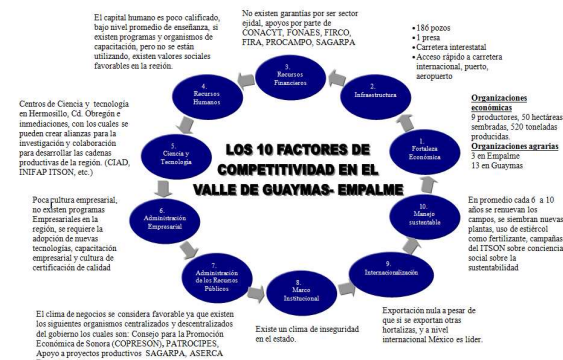 El capital humano es poco calificado,
bajo nivel promedio de enseñanza, si
existen programas y organismos de
capacitación, pero no se están
utilizando, existen valores sociales
favorables en la región.
No existen garantías por ser sector
ejidal, apoyos por parte de
CONACYT, FONAES, FIRCO,
FIRA, PROCAMPO, SAGARPA
• 186 pozos
• 1 presa
• Carretera interestatal
• Acceso rápido a carretera
internacional, puerto,
aeropuerto
3.
Recursos
Financieros
4.
Recursos
Humanos
2.
Infraestructura
Organizaciones
económicas
9 productores, 50 hectáreas
sembradas, 520 toneladas
producidas.
Organizaciones agrarias
3 en Empalme
13 en Guaymas
Centros de Ciencia y tecnología
en Hermosillo, Cd. Obregón e
inmediaciones, con los cuales se
pueden crear alianzas para la
investigación y colaboración
para desarrollar las cadenas
productivas de la región. (CIAD,
INIFAP ITSON, etc.)
5.
Ciencia y
Tecnología
LOS 10 FACTORES DE
COMPETITIVIDAD EN EL
VALLE DE GUAYMAS- EMPALME
1.
Fortaleza
Económica
Poca cultura empresarial,
no existen programas
Empresariales en la
región, se requiere la
adopción de nuevas
tecnologías, capacitación
empresarial y cultura de
certificación de calidad
6.
Administración
Empresarial
10.
Manejo
sustentable
En promedio cada 6 a 10
años se renuevan los
campos, se siembran nuevas
plantas, uso de estiércol
como fertilizante, campañas
del ITSON sobre conciencia
social sobre la
sustentabilidad
7.
Administración
de los Recursos
Públicos
8.
Marco
Institucional
9.
Internacionalización
El clima de negocios se considera favorable ya que existen
los siguientes organismos centralizados y descentralizados
del gobierno los cuales son: Consejo para la Promoción
Económica de Sonora (COPRESON), PATROCIPES,
Apoyo a proyectos productivos SAGARPA, ASERCA
Existe un clima de inseguridad
en el estado.
Exportación nula a pesar de
que si se exportan otras
hortalizas, y a nivel
internacional México es líder.